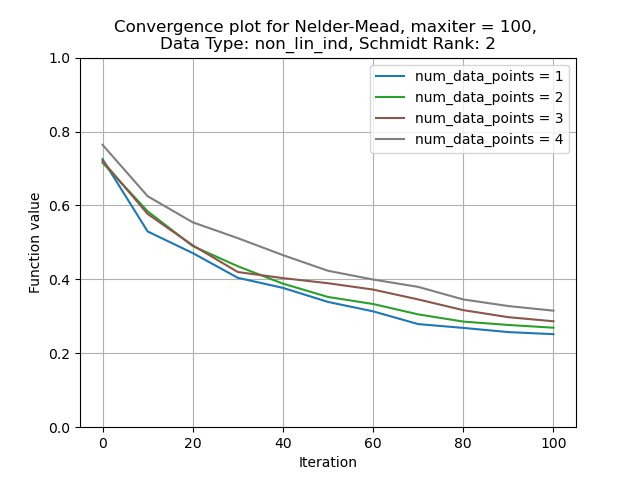 Convergence plot for Nelder-Mead, maxiter = 100,
Data Type: non_lin_ind, Schmidt Rank: 2
1.0
0.8
0.6
0.4
0.2
0.0
Function value
num_data_points = 1
num_data_points = 2
num_data_points = 3
num_data_points = 4
0 20 40 60 80 100
Iteration